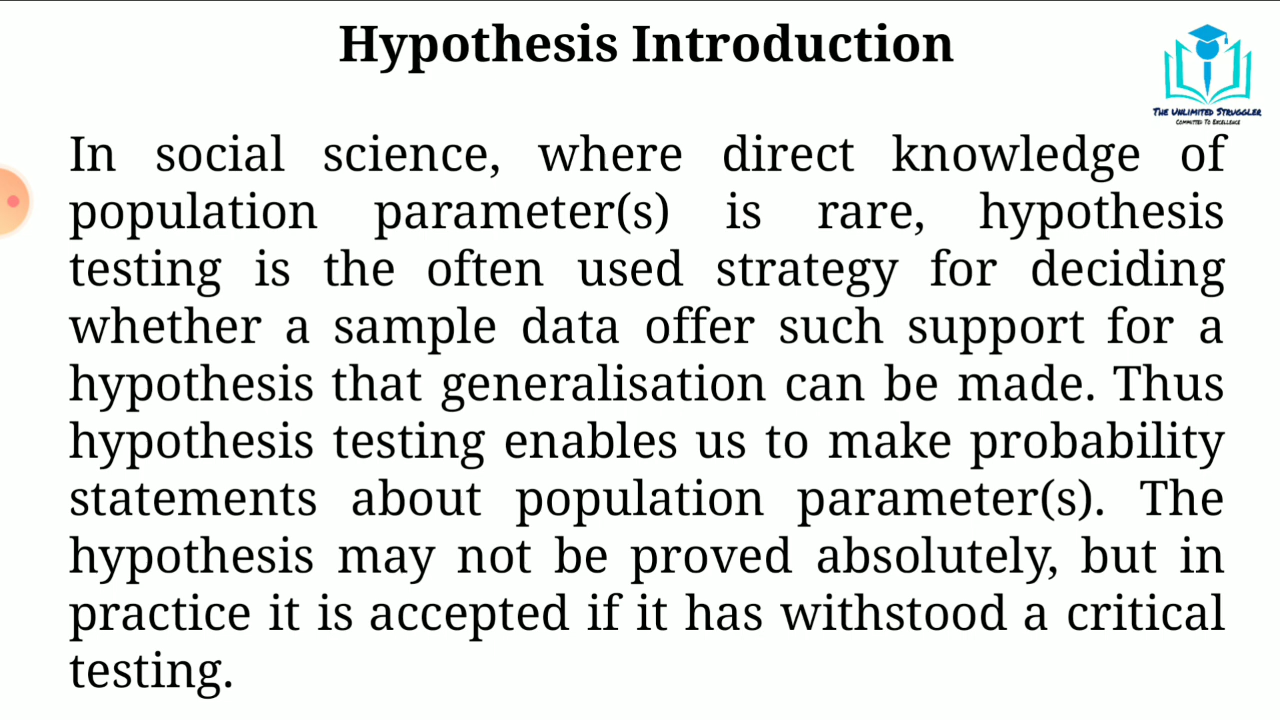 Hypothesis Introduction
THE UNLIMITED STRUGGLER
COMMITTED TO EXCELLENCE
In social science, where direct knowledge of
population parameter(s) is rare, hypothesis
testing is the often used strategy for deciding
whether a sample data offer such support for a
hypothesis that generalisation can be made. Thus
hypothesis testing enables us to make probability
statements about population parameter(s). The
hypothesis may not be proved absolutely, but in
practice it is accepted if it has withstood a critical
testing.